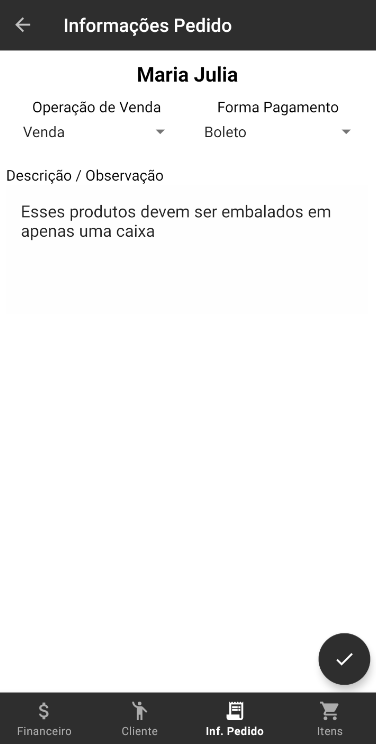 Informações Pedido
Maria Julia
Operação de Venda
Forma Pagamento
Venda
Boleto
Descrição / Observação
Esses produtos devem ser embalados em
apenas uma caixa
Financeiro
Cliente
Inf. Pedido
Itens